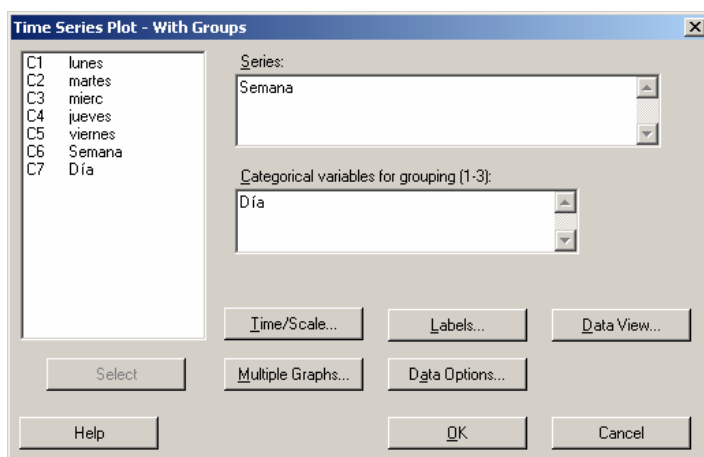 Time Series Plot - With Groups
C1 lunes
C2 martes
C3 mierc
C4 jueves
C5 viernes
C6 Semana
C7 Día
Series:
Semana
Categorical variables for grouping (1-3):
Día
Time/Scale...
Labels...
Data View...
Select
Multiple Graphs...
Data Options...
Help
OK
Cancel